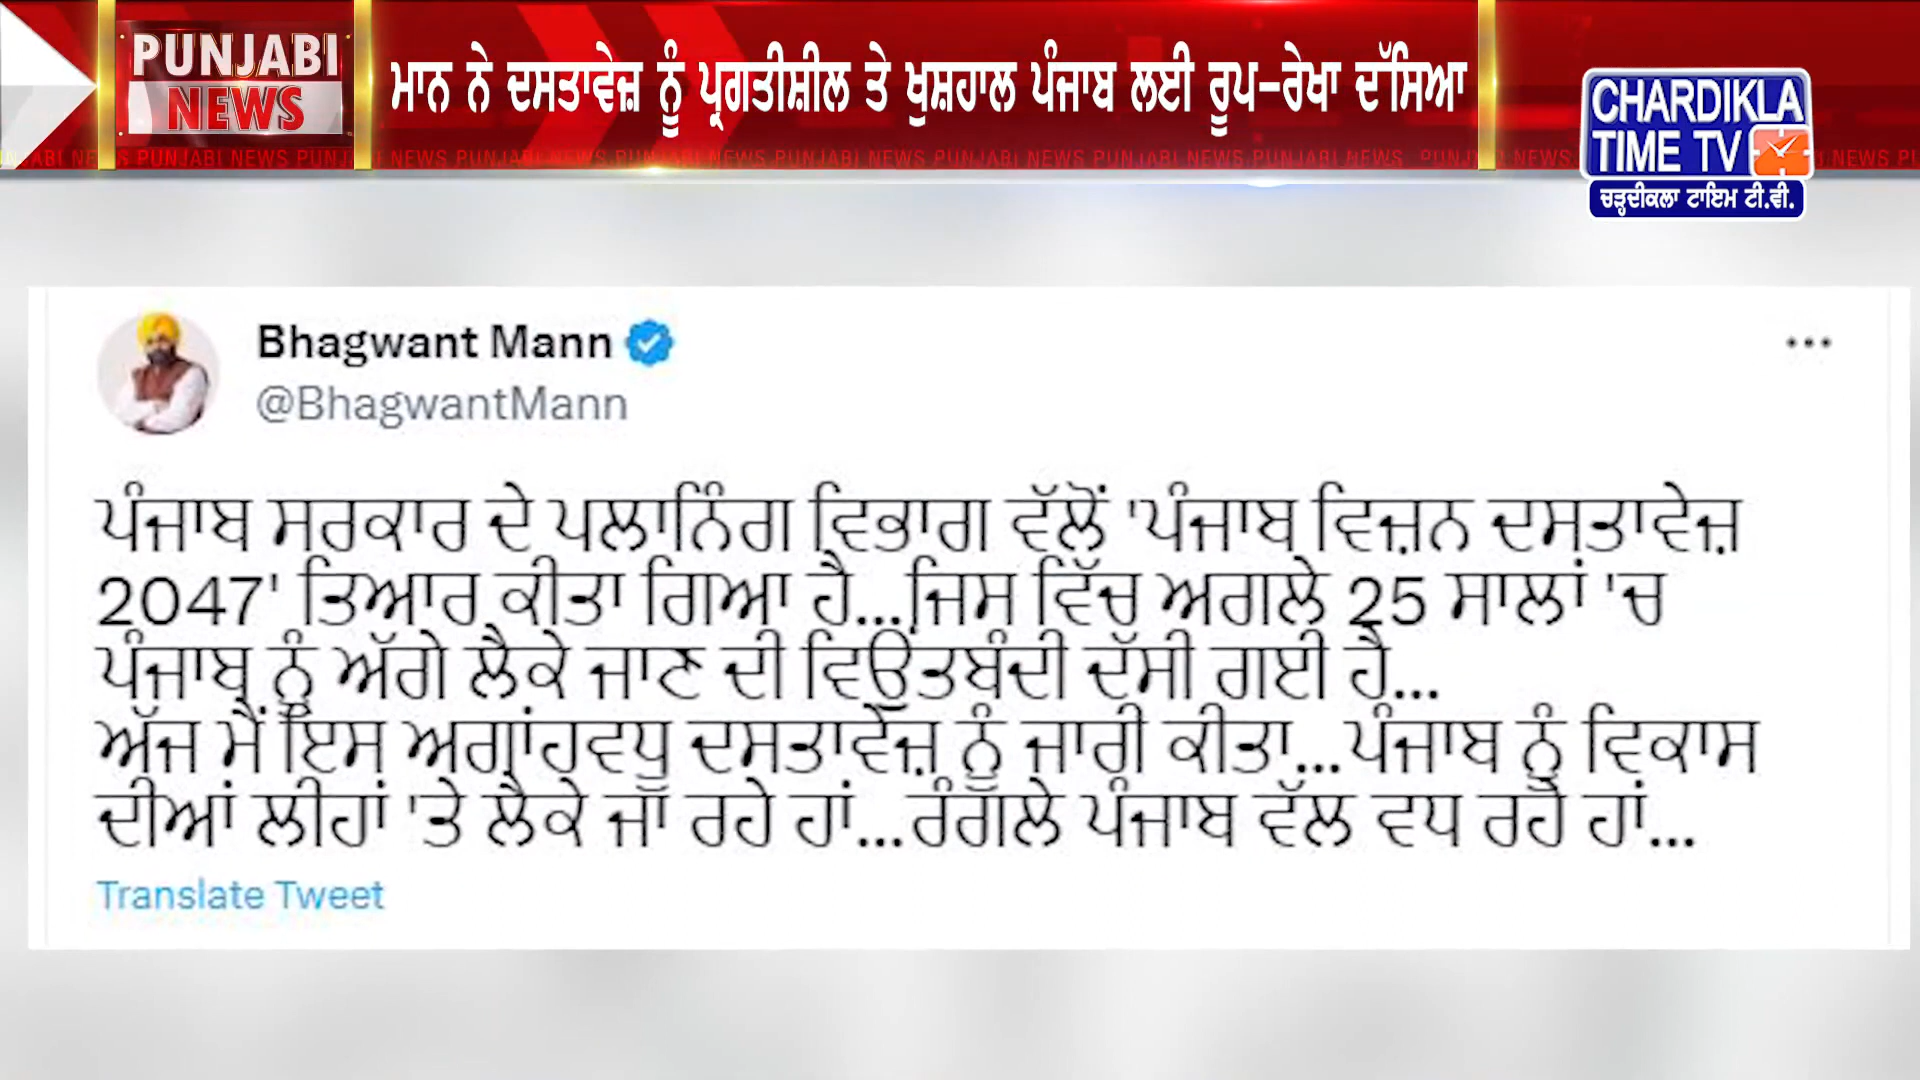 PUNJABI
NEWS
ਮਾਨ ਨੇ ਦਸਤਾਵੇਜ਼ ਨੂੰ ਪ੍ਰਗਤੀਸ਼ੀਲ ਤੇ ਖੁਸ਼ਹਾਲ ਪੰਜਾਬ ਲਈ ਰੂਪ-ਰੇਖਾ ਦੱਸਿਆ
CHARDIKLA
TIME TV
ਚੜ੍ਹਦੀਕਲਾ ਟਾਇਮ ਟੀ.ਵੀ.
Bhagwant Mann
@BhagwantMann
ਪੰਜਾਬ ਸਰਕਾਰ ਦੇ ਪਲਾਨਿੰਗ ਵਿਭਾਗ ਵੱਲੋਂ 'ਪੰਜਾਬ ਵਿਜ਼ਨ ਦਸਤਾਵੇਜ਼
2047' ਤਿਆਰ ਕੀਤਾ ਗਿਆ ਹੈ...ਜਿਸ ਵਿੱਚ ਅਗਲੇ 25 ਸਾਲਾਂ 'ਚ
ਪੰਜਾਬ ਨੂੰ ਅੱਗੇ ਲੈਕੇ ਜਾਣ ਦੀ ਵਿਉਂਤਬੰਦੀ ਦੱਸੀ ਗਈ ਹੈ...
ਅੱਜ ਮੈਂ ਇਸ ਅਗਾਂਹਵਧੂ ਦਸਤਾਵੇਜ਼ ਨੂੰ ਜਾਰੀ ਕੀਤਾ...ਪੰਜਾਬ ਨੂੰ ਵਿਕਾਸ
ਦੀਆਂ ਲੀਹਾਂ 'ਤੇ ਲੈਕੇ ਜਾ ਰਹੇ ਹਾਂ...ਰੰਗਲੇ ਪੰਜਾਬ ਵੱਲ ਵਧ ਰਹੇ ਹਾਂ...
Translate Tweet